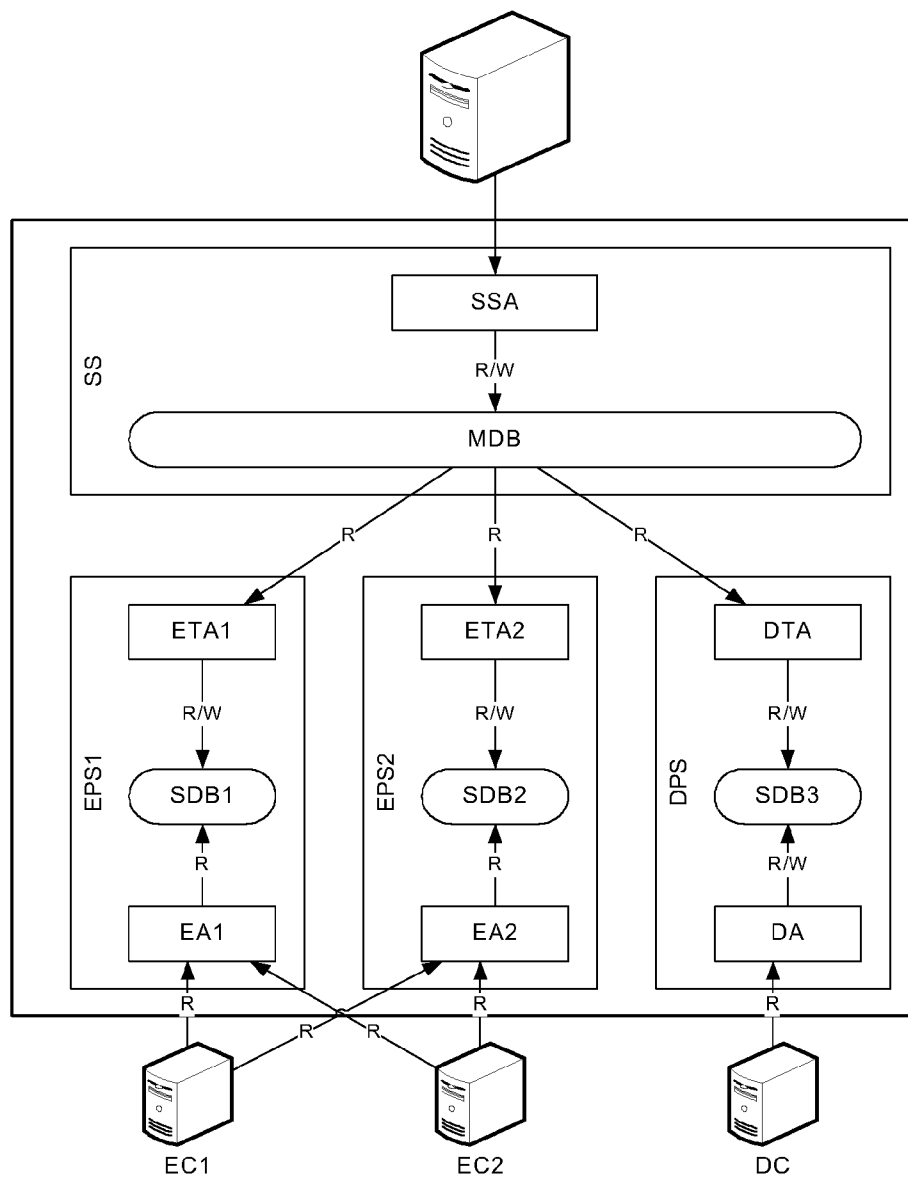 SSA
R/W
SS
MDB
R R R
ETA1 ETA2 DTA
R/W R/W R/W
EPS1 EPS2 DPS
SDB1 SDB2 SDB3
R R R/W
EA1 EA2 DA
R R R
R R
EC1 EC2 DC